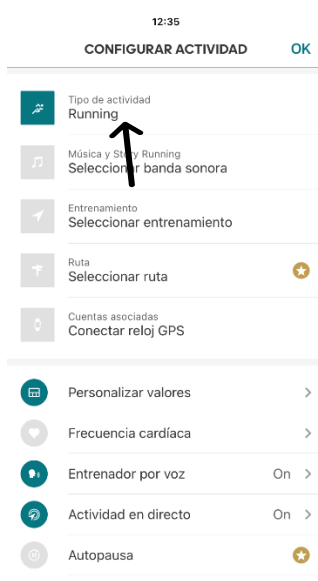 12:35
CONFIGURAR ACTIVIDAD OK
Tipo de actividad
Running
Música y Story Running
Seleccionar banda sonora
Entrenamiento
Seleccionar entrenamiento
Ruta
Seleccionar ruta
Cuentas asociadas
Conectar reloj GPS
Personalizar valores
Frecuencia cardíaca
Entrenador por voz On
Actividad en directo On
Autopausa